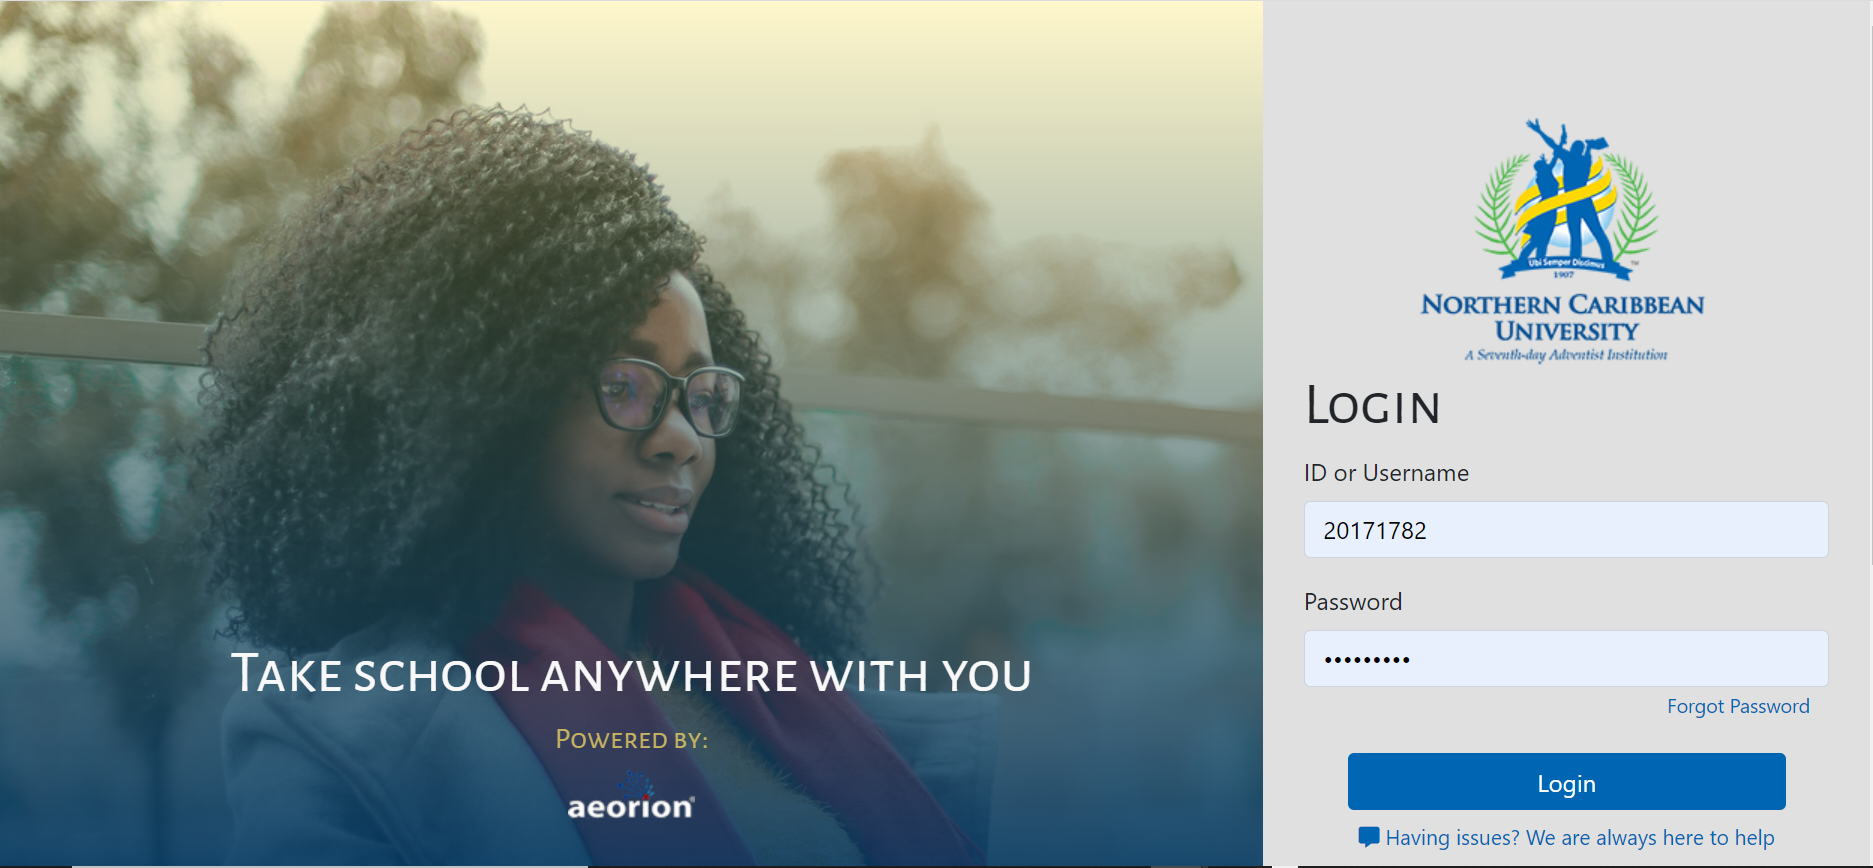 TAKE SCHOOL ANYWHERE WITH YOU
POWERED BY:
aeorion®
Ubi Semper Discimus
™
1907
NORTHERN CARIBBEAN
UNIVERSITY
A Seventh-day Adventist Institution
LOGIN
ID or Username
20171782
Password
•••••••••
Forgot Password
Login
Having issues? We are always here to help